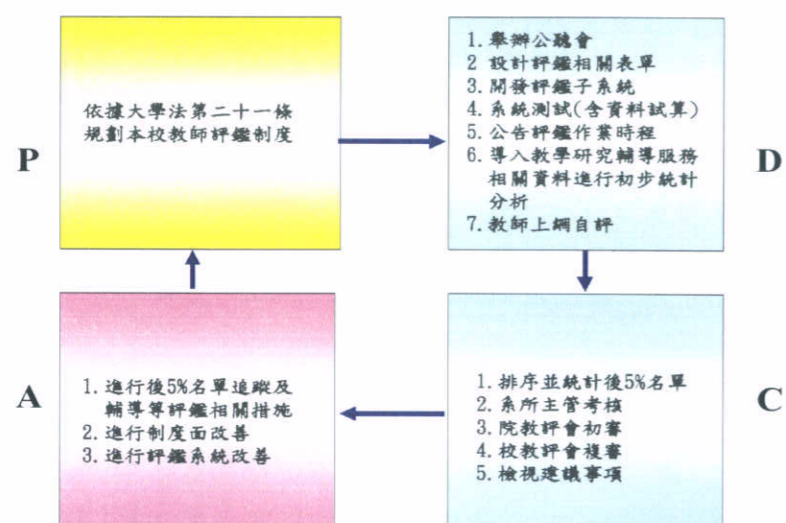 P
依據大學法第二十一條
規劃本校教師評鑑制度
1. 舉辦公聽會
2 設計評鑑相關表單
3. 開發評鑑子系統
4. 系統測試(含資料試算)
5. 公告評鑑作業時程
6. 導入教學研究輔導服務
相關資料進行初步統計
分析
7. 教師上網自評
D
A
1. 進行後5%名單追蹤及
輔導等評鑑相關措施
2. 進行制度面改善
3. 進行評鑑系統改善
1. 排序並統計後5%名單
2. 系所主管考核
3. 院教評會初審
4. 校教評會複審
5. 檢視建議事項
C